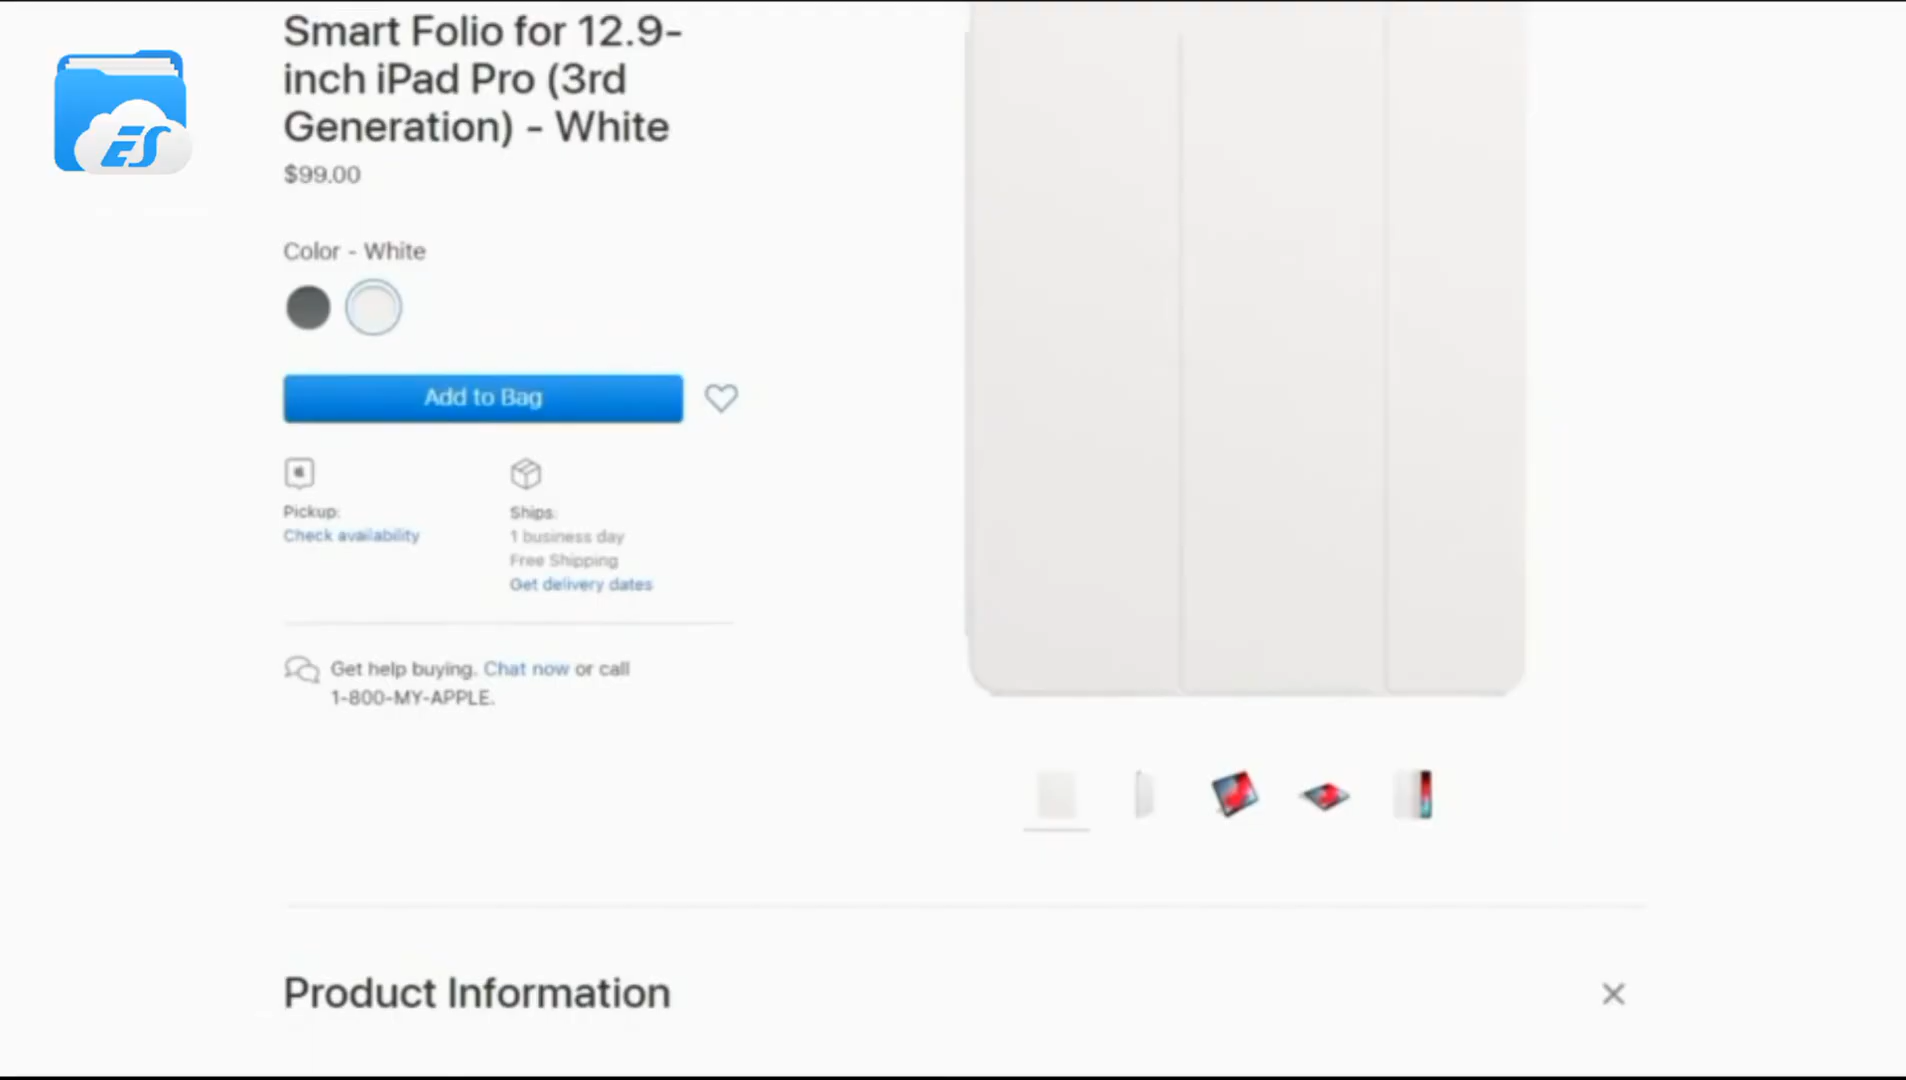 Smart Folio for 12.9-
inch iPad Pro (3rd
Generation) - White
$99.00
ES
Color - White
Add to Bag
Pickup:
Check availability
Ships:
1 business day
Free Shipping
Get delivery dates
Get help buying. Chat now or call
1-800-MY-APPLE.
Product Information